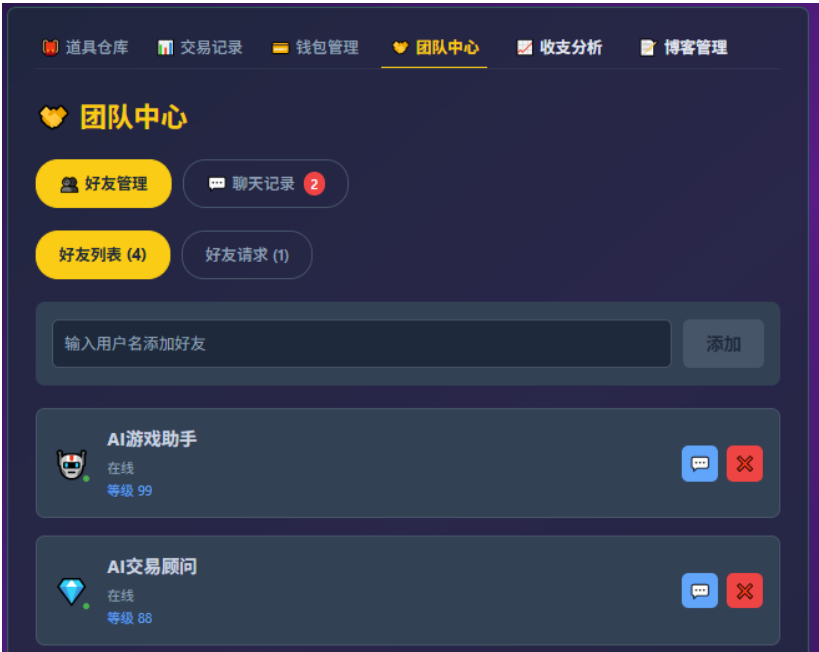 道具仓库 交易记录 钱包管理 团队中心 收支分析 博客管理
团队中心
好友管理 聊天记录 2
好友列表 (4) 好友请求 (1)
输入用户名添加好友 添加
AI游戏助手
在线
等级 99
AI交易顾问
在线
等级 88